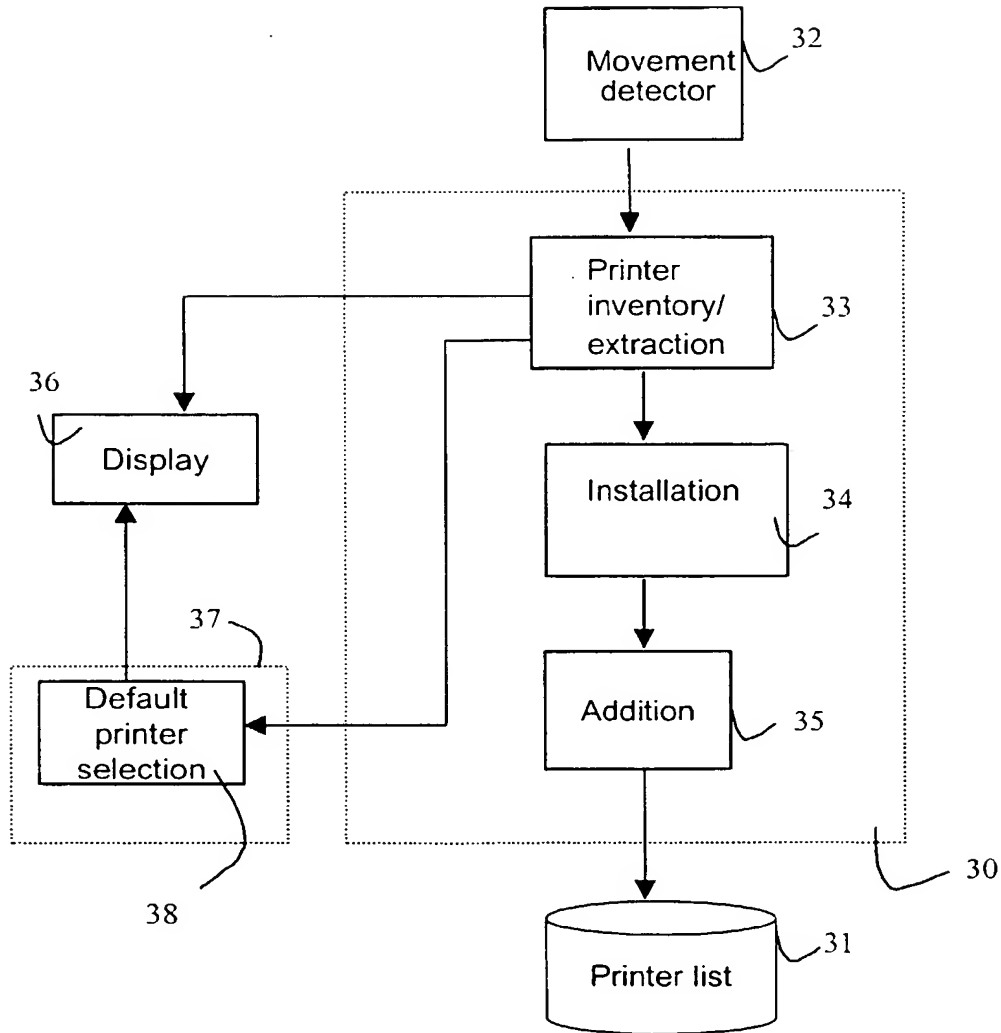 32
Movement
detector
Printer
inventory/
extraction
33
36
Display
Installation
34
37
Default
printer
selection
Addition
35
30
38
31
Printer list